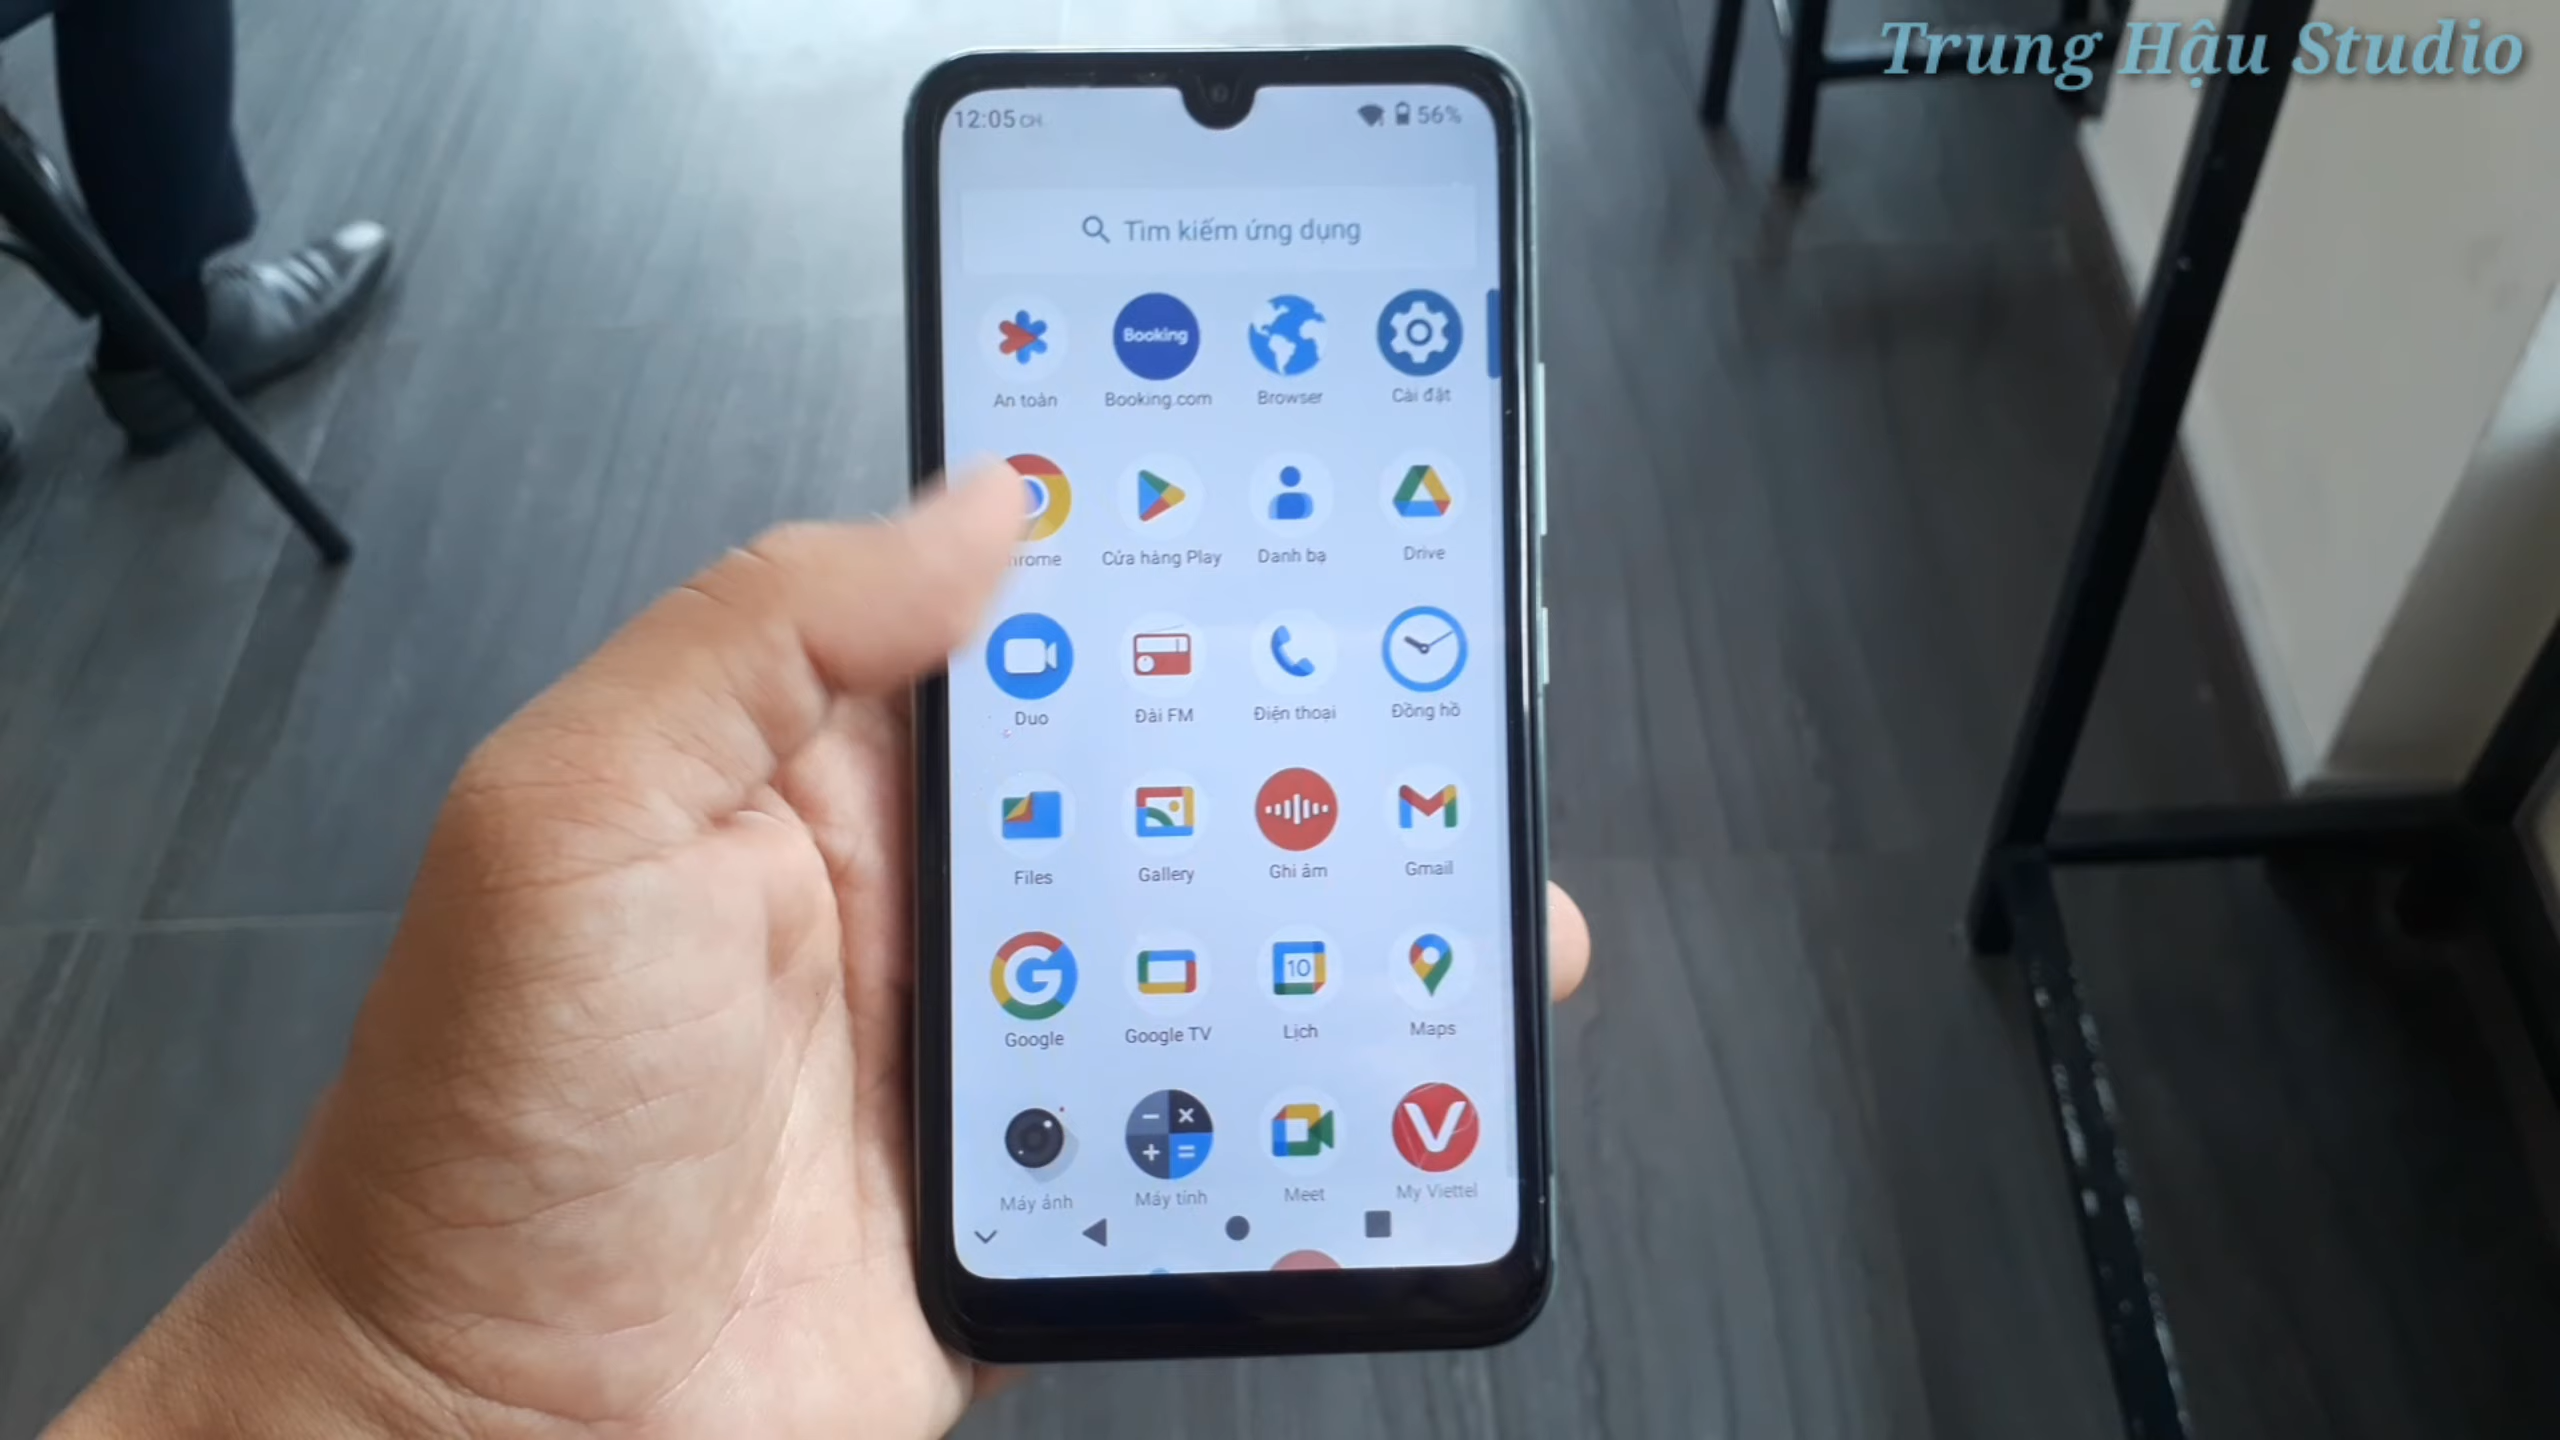 Trung Hậu Studio
12:05 CH
56%
Tìm kiếm ứng dụng
An toàn
Booking
Booking.com
Browser
Cài đặt
hrome
Cửa hàng Play
Danh bạ
Drive
Duo
Đài FM
Điện thoại
Đồng hồ
Files
Gallery
Ghi âm
Gmail
Google
Google TV
10
Lịch
Maps
Máy ảnh
Máy tính
Meet
My Viettel